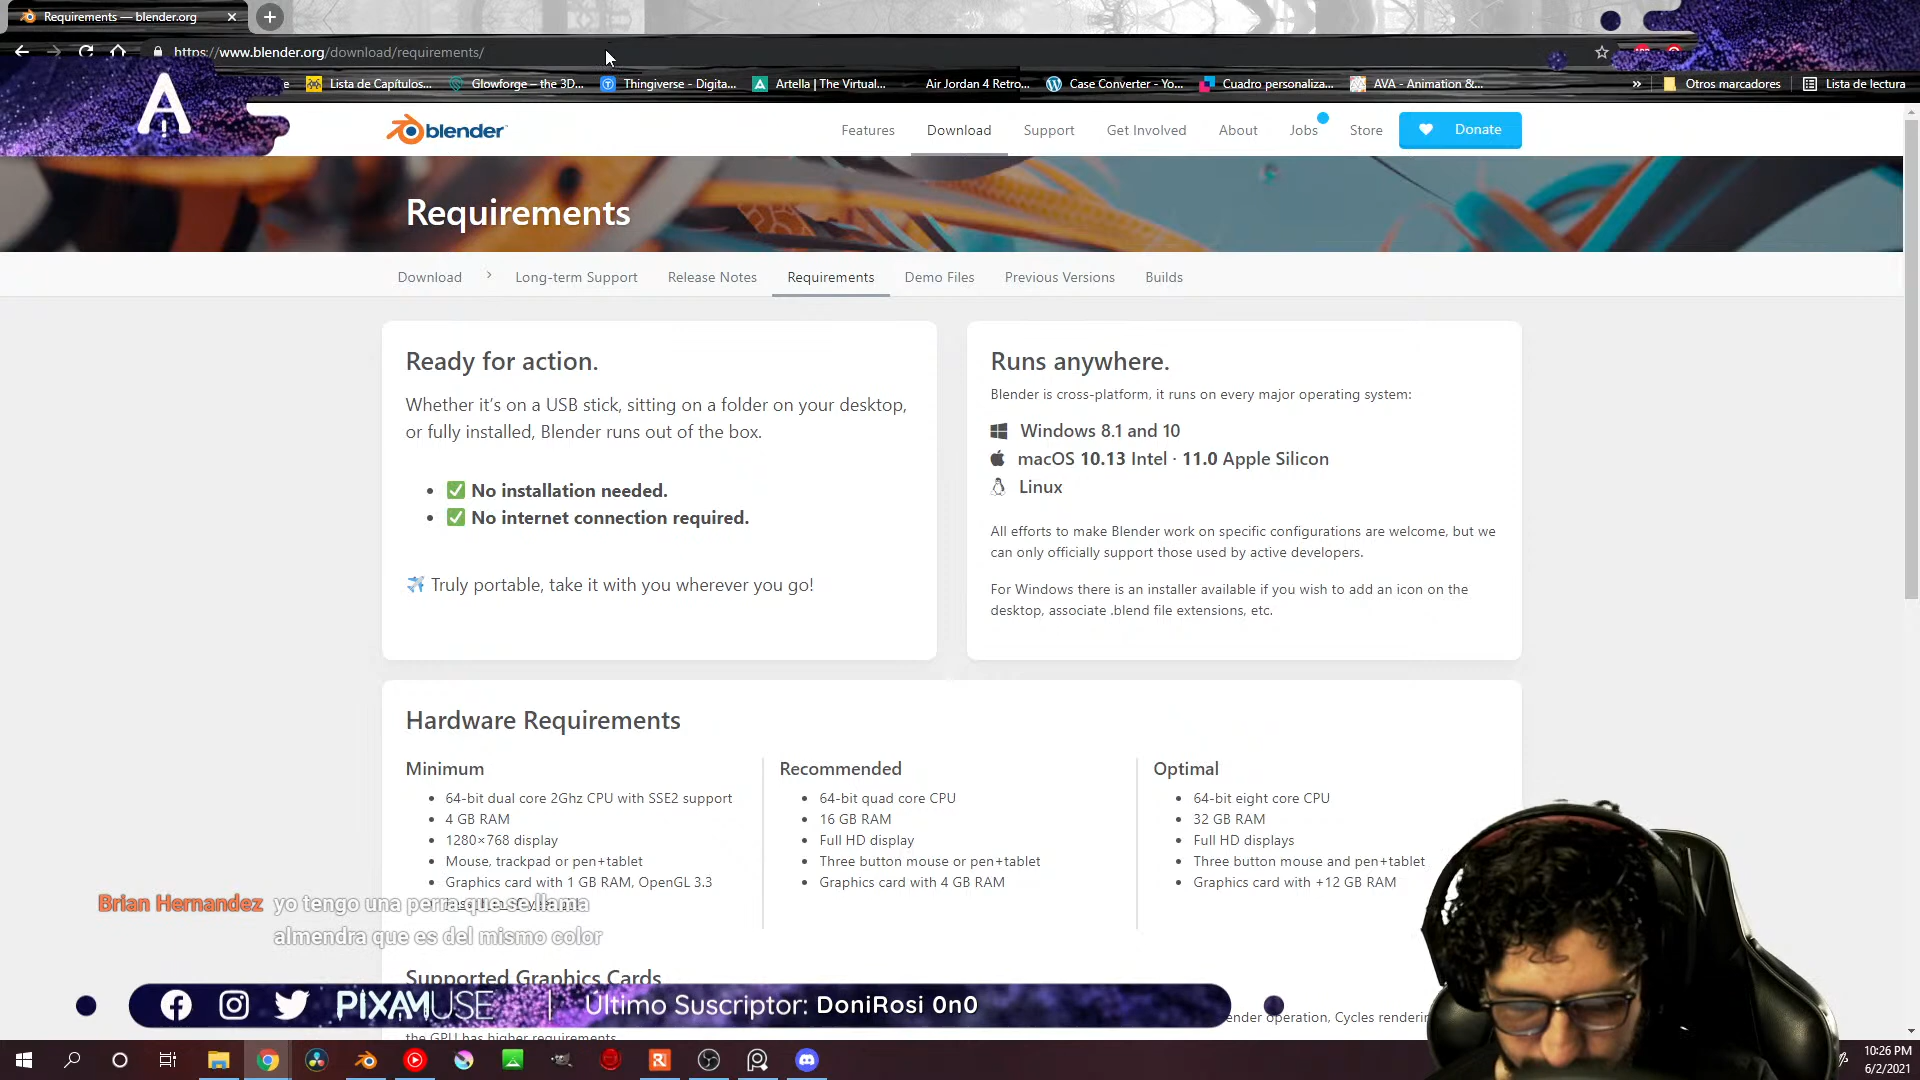 Requirements — blender.org
https://www.blender.org/download/requirements/
Lista de Capítulos...
Glowforge – the 3D...
Thingiverse - Digita...
Artella | The Virtual...
Air Jordan 4 Retro...
Case Converter - Yo...
Cuadro personaliza...
AVA - Animation &...
»
Otros marcadores
Lista de lectura
blender
Features
Download
Support
Get Involved
About
Jobs
Store
Donate
Requirements
Download
Long-term Support
Release Notes
Requirements
Demo Files
Previous Versions
Builds
Ready for action.
Whether it's on a USB stick, sitting on a folder on your desktop,
or fully installed, Blender runs out of the box.
No installation needed.
No internet connection required.
Truly portable, take it with you wherever you go!
Runs anywhere.
Blender is cross-platform, it runs on every major operating system:
Windows 8.1 and 10
macOS 10.13 Intel · 11.0 Apple Silicon
Linux
All efforts to make Blender work on specific configurations are welcome, but we
can only officially support those used by active developers.
For Windows there is an installer available if you wish to add an icon on the
desktop, associate .blend file extensions, etc.
Hardware Requirements
Minimum
64-bit dual core 2Ghz CPU with SSE2 support
4 GB RAM
1280×768 display
Mouse, trackpad or pen+tablet
Graphics card with 1 GB RAM, OpenGL 3.3
Recommended
64-bit quad core CPU
16 GB RAM
Full HD display
Three button mouse or pen+tablet
Graphics card with 4 GB RAM
Optimal
64-bit eight core CPU
32 GB RAM
Full HD displays
Three button mouse and pen+tablet
Graphics card with +12 GB RAM
Brian Hernandez yo tengo una perra que se llama
almendra que es del mismo color
Supported Graphics Cards
PIXAMUSE | Último Suscriptor: DoniRosi 0n0
operation, Cycles
the GPU has higher requirements
10:26 PM
6/2/2021